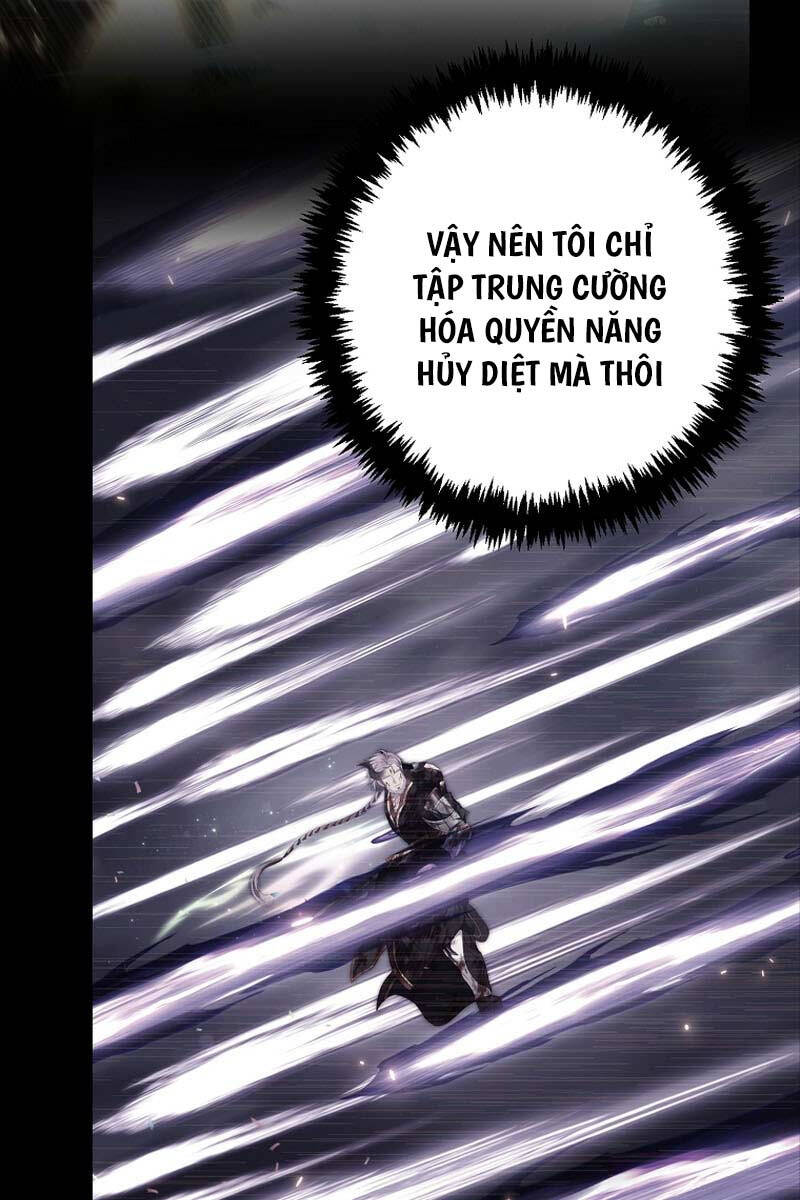 VẬY NÊN TÔI CHỈ
TẬP TRUNG CƯỜNG
HÓA QUYỀN NĂNG
HỦY DIỆT MÀ THÔI